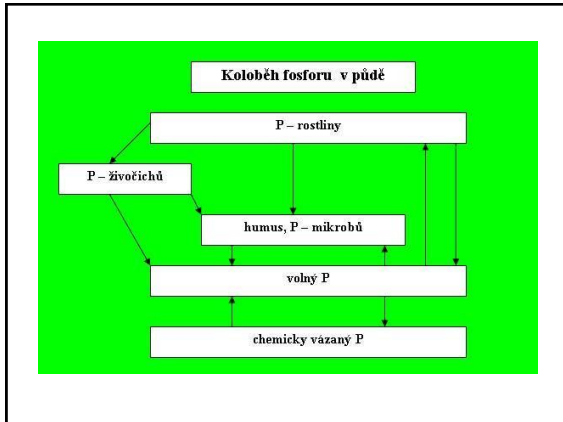 Koloběh fosforu v půdě
P – rostliny
P – živočichů
humus, P – mikrobů
volný P
chemicky vázaný P